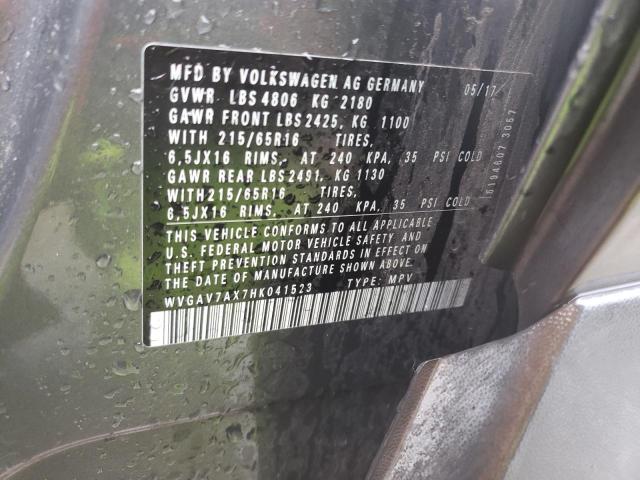 MFD BY VOLKSWAGEN AG GERMANY 05/17
GVWR LBS 4806 KG 2180
GAWR FRONT LBS 2425, KG 1100
WITH 215/65R16 TIRES,
6,5JX16 RIMS, AT 240 KPA, 35 PSI COLD
GAWR REAR LBS 2491. KG 1130
WITH 215/65R16 TIRES,
6,5JX16 RIMS, AT 240 KPA, 35 PSI COLD
THIS VEHICLE CONFORMS TO ALL APPLICABLE
U.S. FEDERAL MOTOR VEHICLE SAFETY AND
THEFT PREVENTION STANDARDS IN EFFECT ON
THE DATE OF MANUFACTURE SHOWN ABOVE.
WVGAV7AX7HK041523 TYPE: MPV
5194607 3057